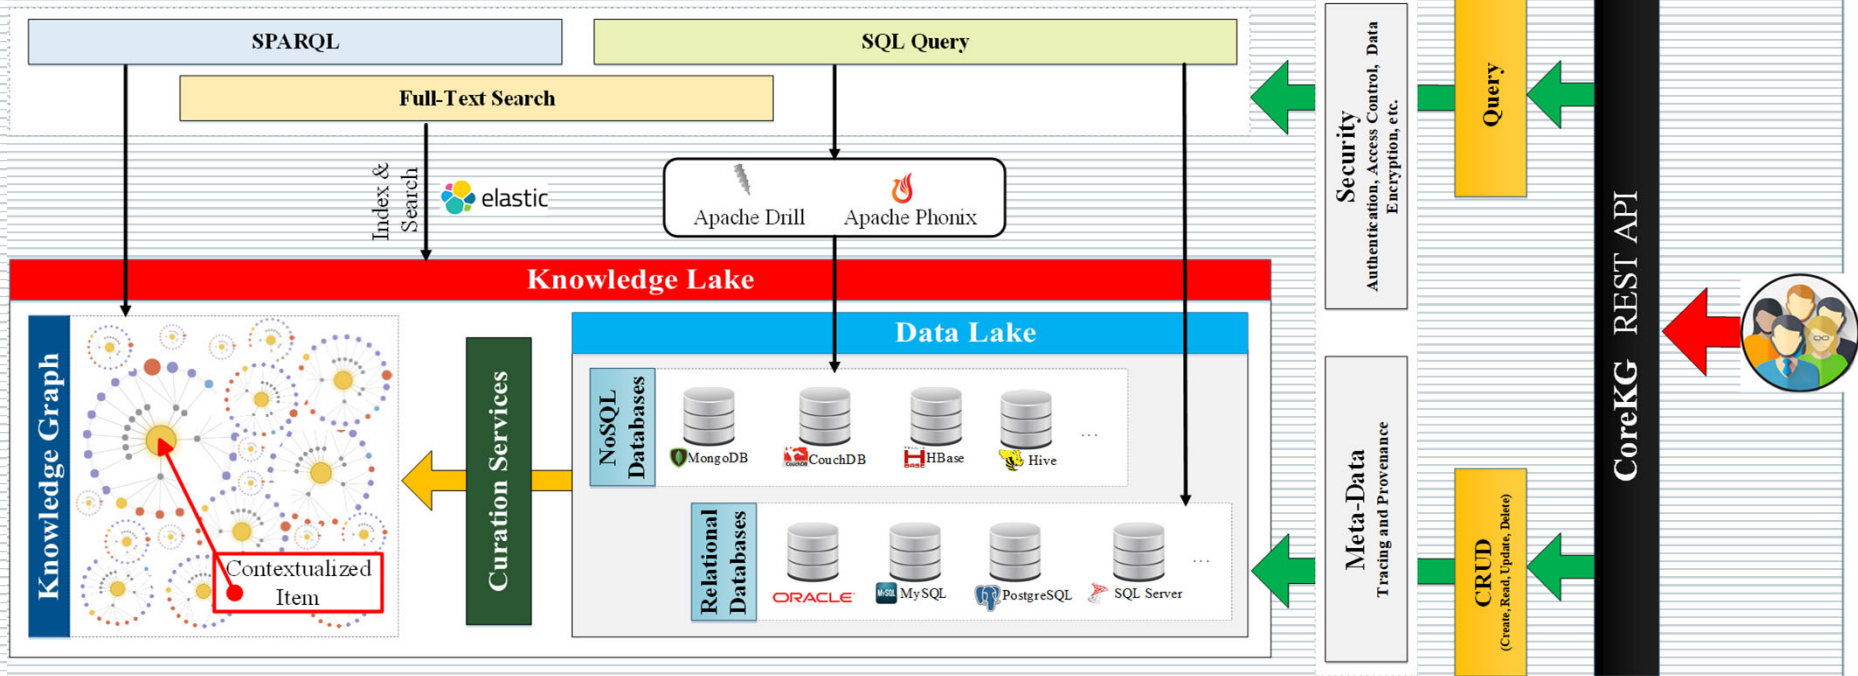 SPARQL
SQL Query
Full-Text Search
Index &
Search
elastic
Apache Drill
Apache Phonix
Knowledge Lake
Knowledge Graph
Contextualized
Item
Curation Services
Data Lake
NoSQL
Databases
MongoDB
CouchDB
CouchDB
HBASE
HBase
Hive
...
Relational
Databases
ORACLE
MySQL
MySQL
PostgreSQL
SQL Server
...
Security
Authentication, Access Control, Data
Encryption, etc.
Meta-Data
Tracing and Provenance
Query
CRUD
(Create, Read, Update, Delete)
CoreKG REST API